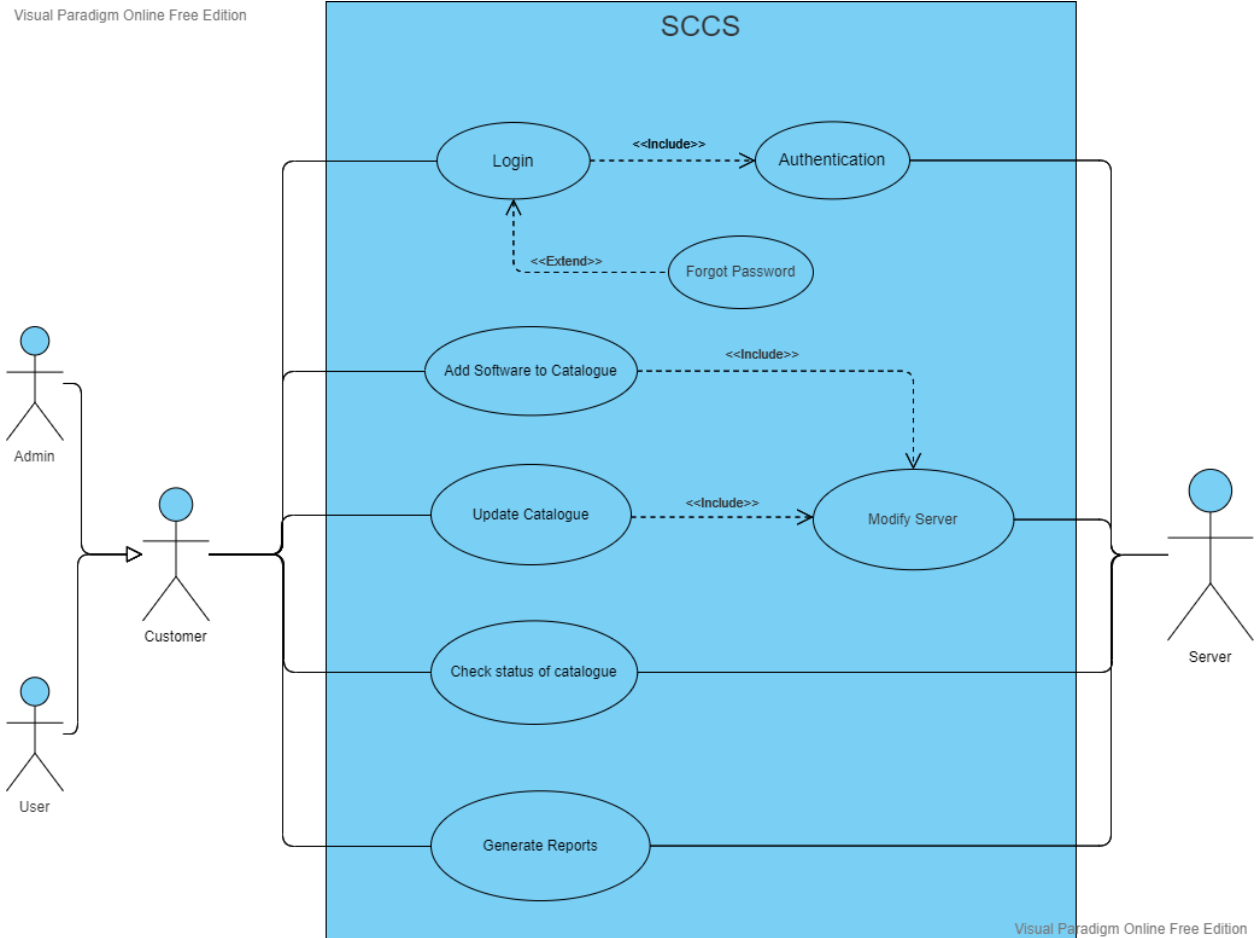 Visual Paradigm Online Free Edition
SCCS
Login
<<Include>>
Authentication
<<Extend>>
Forgot Password
Add Software to Catalogue
<<Include>>
Admin
Update Catalogue
<<Include>>
Modify Server
Customer
Server
Check status of catalogue
User
Generate Reports
Visual Paradigm Online Free Edition